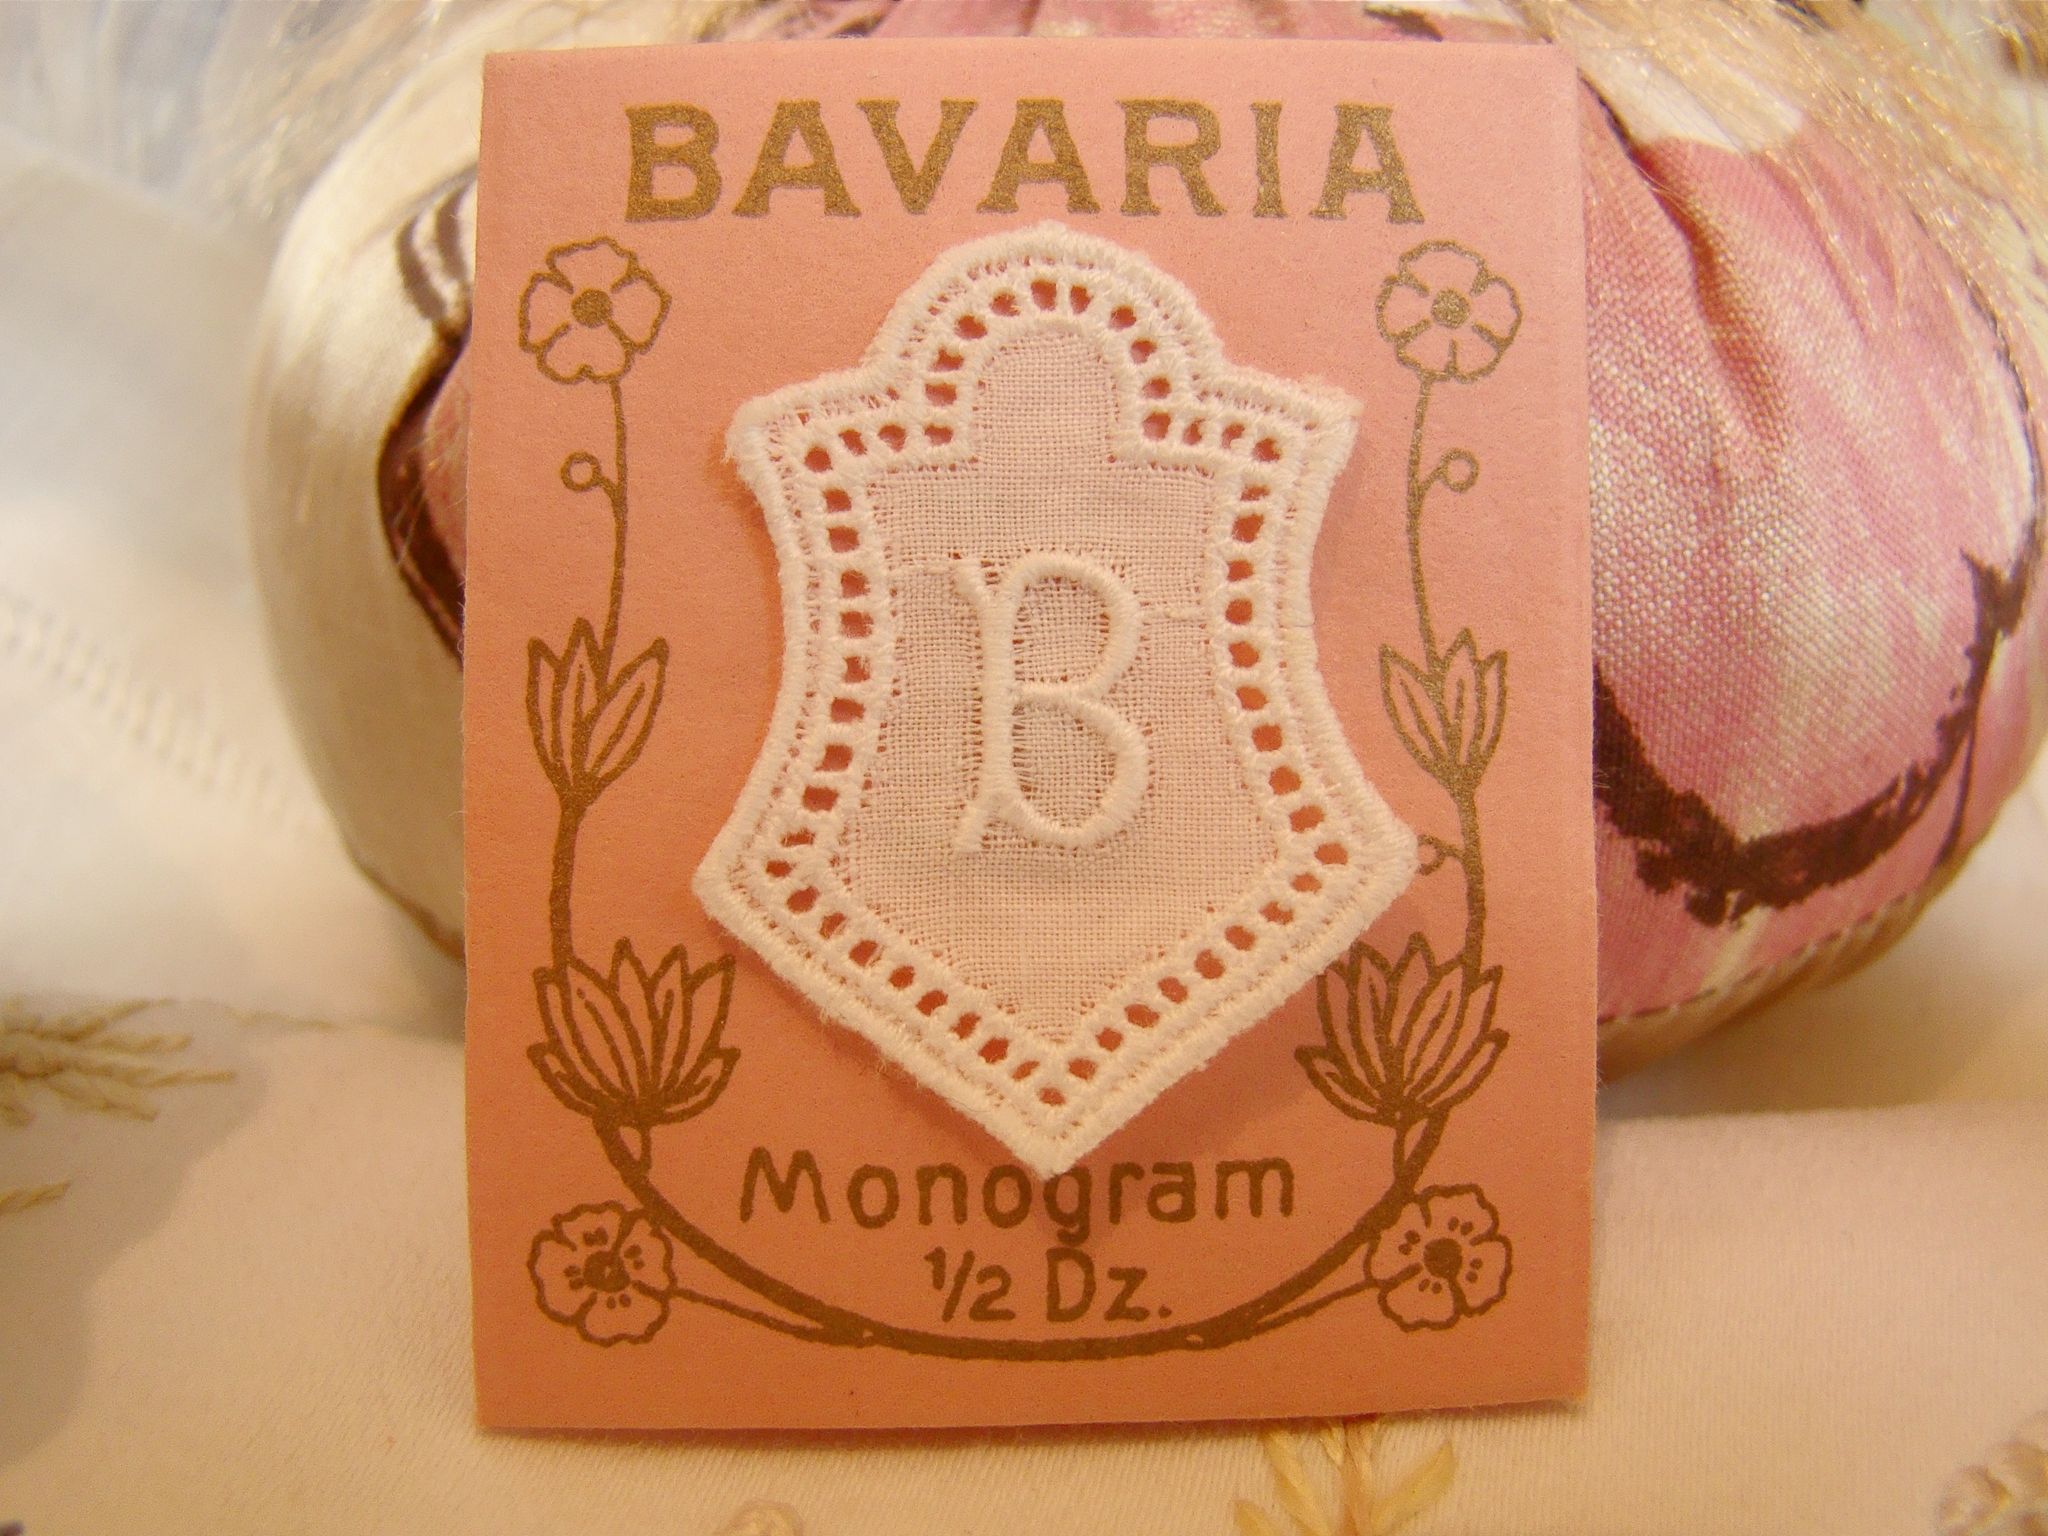 BAVARIA
B
Monogram
1/2 Dz.